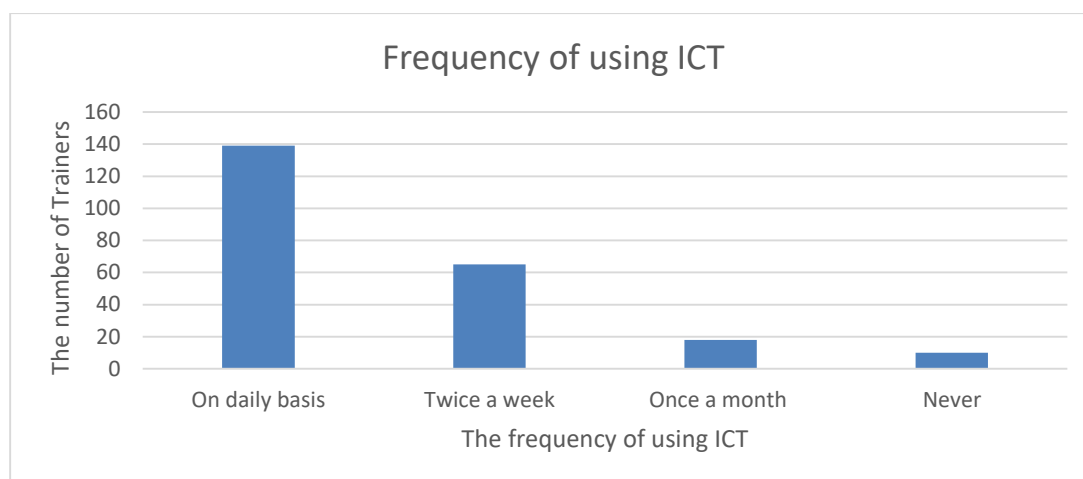 Frequency of using ICT
The number of Trainers
160
140
120
100
80
60
40
20
0
On daily basis
Twice a week
Once a month
Never
The frequency of using ICT